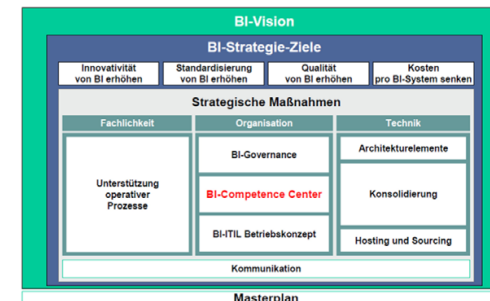 BI-Vision
BI-Strategie-Ziele
Innovativität
von BI erhöhen
Standardisierung
von BI erhöhen
Qualität
von BI erhöhen
Kosten
pro BI-System senken
Strategische Maßnahmen
Fachlichkeit
Organisation
Technik
Unterstützung
operativer
Prozesse
BI-Governance
BI-Competence Center
BI-ITIL Betriebskonzept
Architekturelemente
Konsolidierung
Hosting und Sourcing
Kommunikation
Masterplan